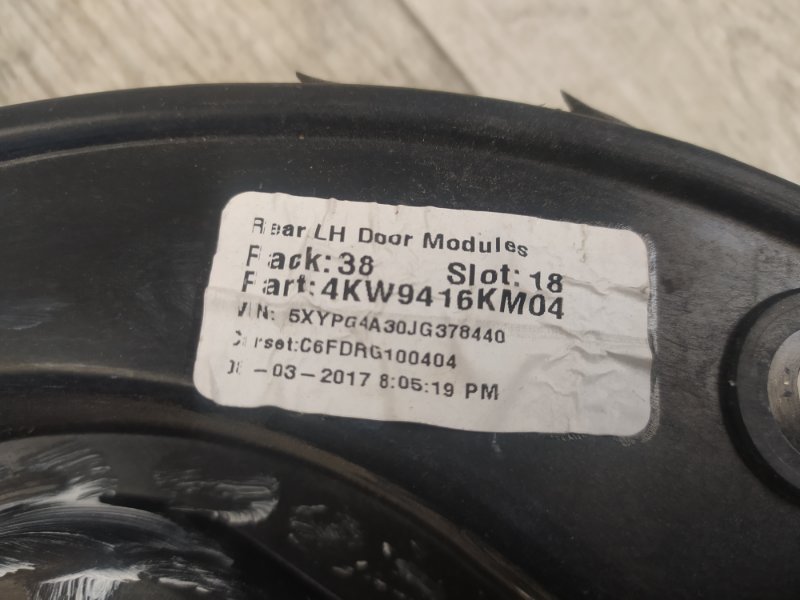 Rear LH Door Modules
Rack: 38 Slot: 18
Part: 4KW9416KM04
VIN: 5XYPG4A30JG378440
C6FDRG100404
-03-2017 8:05:19 PM